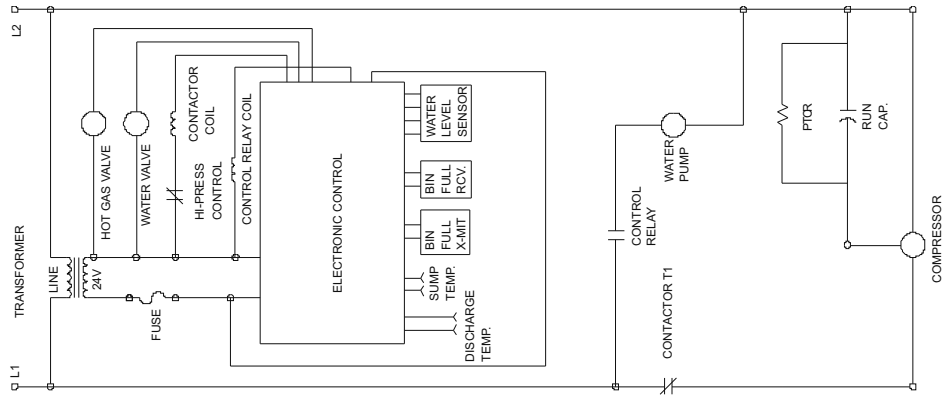 L1
TRANSFORMER
L2
LINE
24V
FUSE
HOT GAS VALVE
WATER VALVE
CONTACTOR
COIL
HI-PRESS
CONTROL
CONTROL RELAY COIL
ELECTRONIC CONTROL
DISCHARGE
TEMP.
SUMP
TEMP.
BIN
FULL
X-MIT
BIN
FULL
RCV.
WATER
LEVEL
SENSOR
CONTROL
RELAY
WATER
PUMP
CONTACTOR T1
PTCR
RUN
CAP.
COMPRESSOR